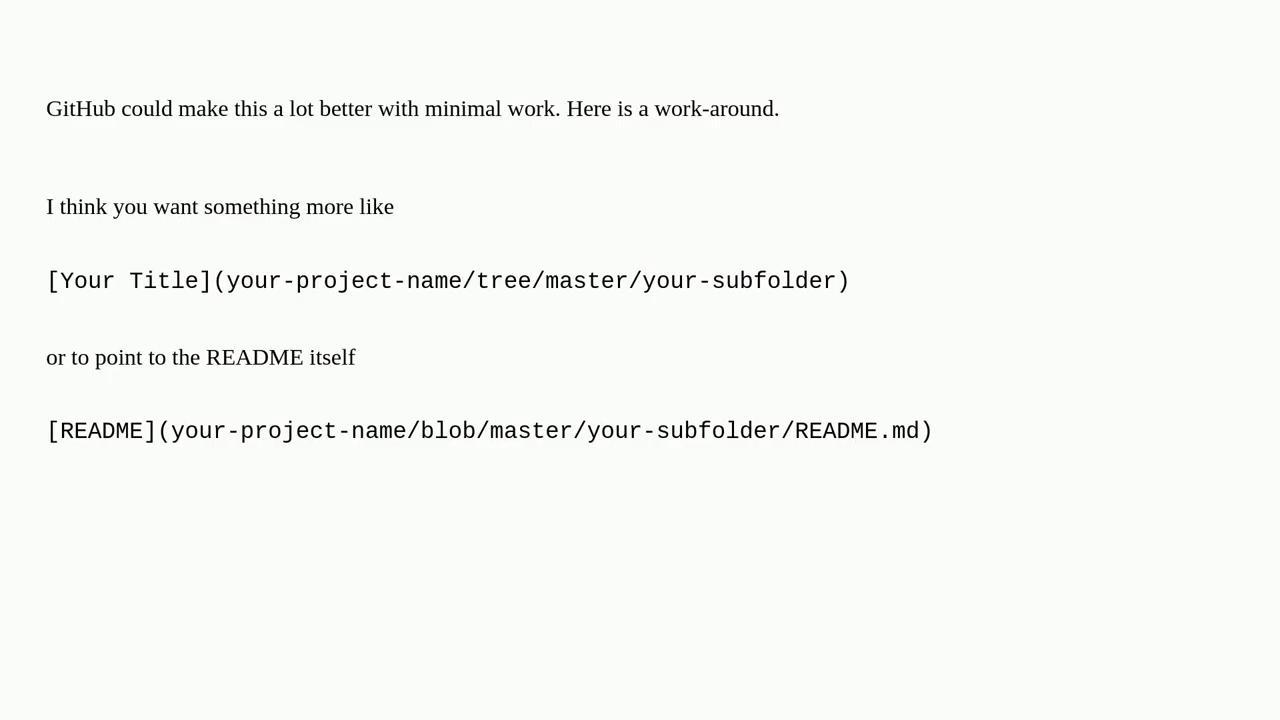 GitHub could make this a lot better with minimal work. Here is a work-around.
I think you want something more like
[Your Title](your-project-name/tree/master/your-subfolder)
or to point to the README itself
[README](your-project-name/blob/master/your-subfolder/README.md)